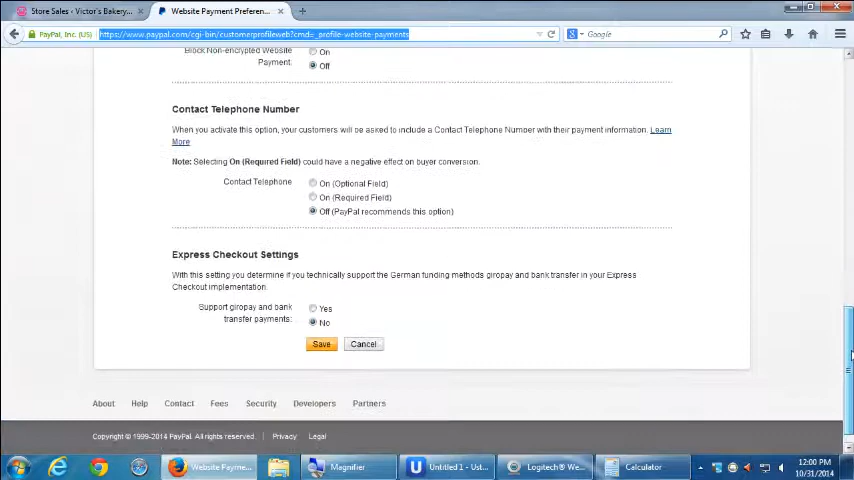 Store Sales - Victor's Bakery... ×
Website Payment Preferen... ×
PayPal, Inc. (US)
https://www.paypal.com/cgi-bin/customerprofileweb?cmd=_profile-website-payments
Google
Block Non-encrypted Website
Payment:
On
Off
Contact Telephone Number
When you activate this option, your customers will be asked to include a Contact Telephone Number with their payment information. Learn
More
Note: Selecting On (Required Field) could have a negative effect on buyer conversion.
Contact Telephone
On (Optional Field)
On (Required Field)
Off (PayPal recommends this option)
Express Checkout Settings
With this setting you determine if you technically support the German funding methods giropay and bank transfer in your Express
Checkout implementation.
Support giropay and bank
transfer payments:
Yes
No
Save Cancel
About Help Contact Fees Security Developers Partners
Copyright © 1999-2014 PayPal. All rights reserved. Privacy Legal
Website Payme... Magnifier Untitled 1 - Ust... Logitech® We... Calculator
12:00 PM
10/31/2014